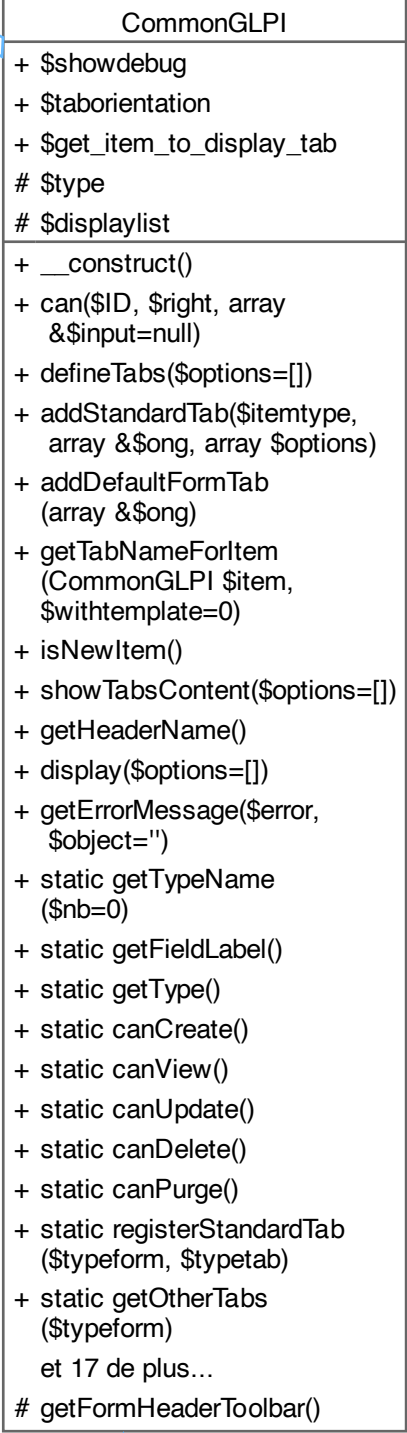 CommonGLPI
+ $showdebug
+ $taborientation
+ $get_item_to_display_tab
# $type
# $displaylist
+ __construct()
+ can($ID, $right, array
&$input=null)
+ defineTabs($options=[])
+ addStandardTab($itemtype,
array &$ong, array $options)
+ addDefaultFormTab
(array &$ong)
+ getTabNameForItem
(CommonGLPI $item,
$withtemplate=0)
+ isNewItem()
+ showTabsContent($options=[])
+ getHeaderName()
+ display($options=[])
+ getErrorMessage($error,
$object='')
+ static getTypeName
($nb=0)
+ static getFieldLabel()
+ static getType()
+ static canCreate()
+ static canView()
+ static canUpdate()
+ static canDelete()
+ static canPurge()
+ static registerStandardTab
($typeform, $typetab)
+ static getOtherTabs
($typeform)
et 17 de plus...
# getFormHeaderToolbar()